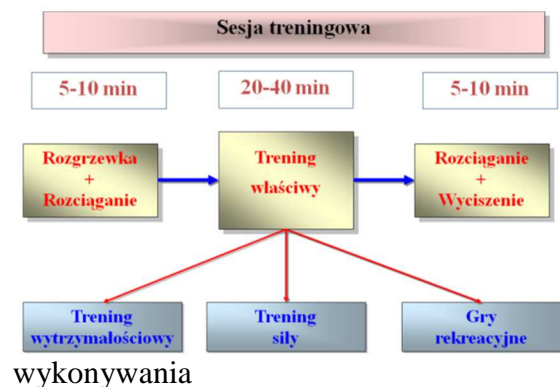 Sesja treningowa
5-10 min
20-40 min
5-10 min
Rozgrzewka
+
Rozciąganie
Trening
właściwy
Rozciąganie
+
Wyciszenie
Trening
wytrzymałościowy
Trening
siły
Gry
rekreacyjne
wykonywania